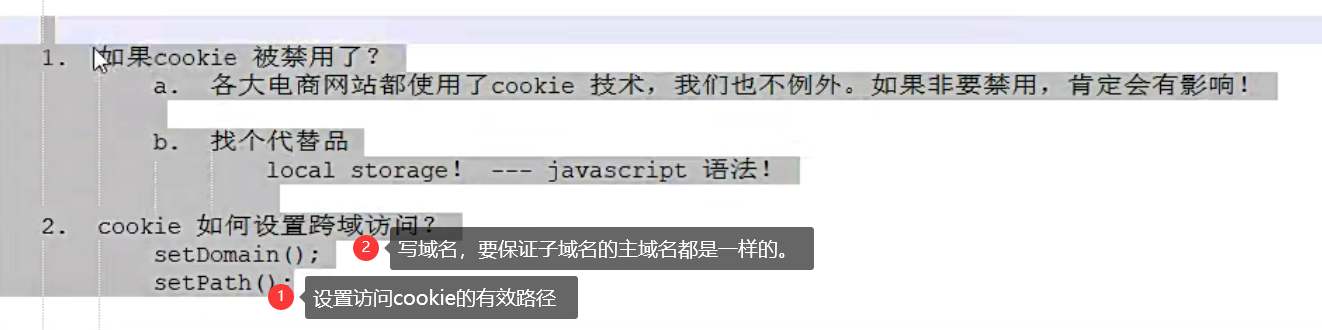 1. 如果cookie 被禁用了？
a. 各大电商网站都使用了cookie 技术，我们也不例外。如果非要禁用，肯定会有影响！
b. 找个代替品
local storage! --- javascript 语法！
2. cookie 如何设置跨域访问？
setDomain();
2 写域名，要保证子域名的主域名都是一样的。
setPath();
1 设置访问cookie的有效路径